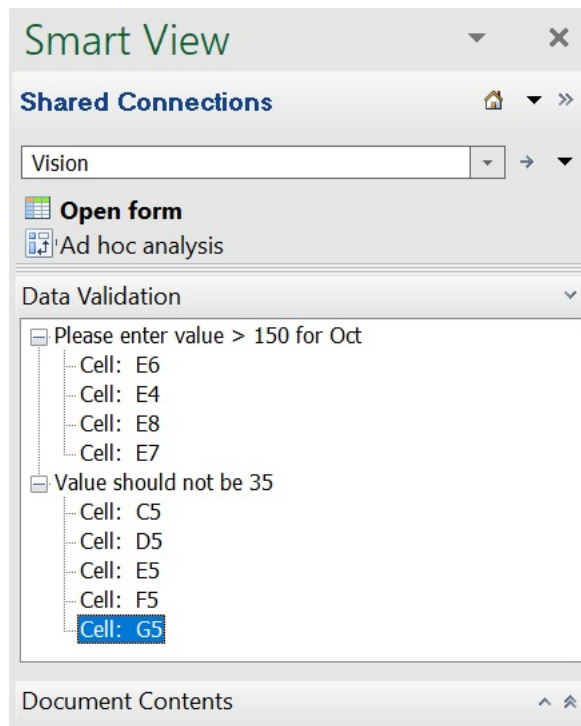 Smart View
Shared Connections
Vision
Open form
Ad hoc analysis
Data Validation
Please enter value > 150 for Oct
Cell: E6
Cell: E4
Cell: E8
Cell: E7
Value should not be 35
Cell: C5
Cell: D5
Cell: E5
Cell: F5
Cell: G5
Document Contents